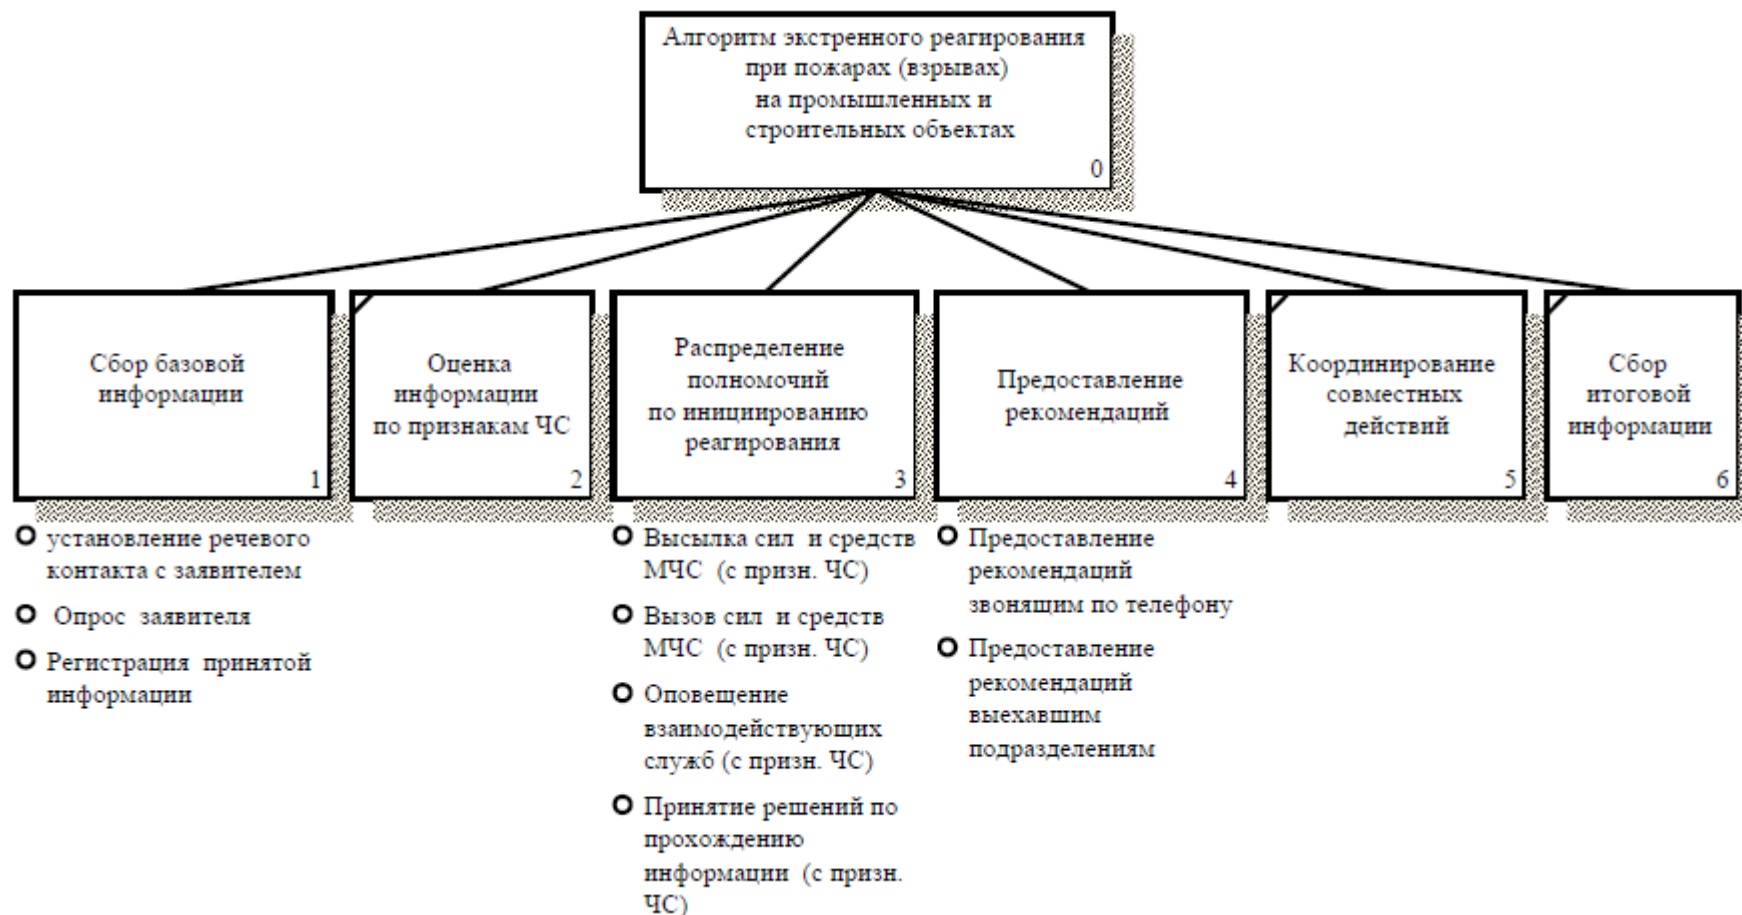 Алгоритм экстренного реагирования
при пожарах (взрывах)
на промышленных и
строительных объектах
0
Сбор базовой
информации
1
Оценка
информации
по признакам ЧС
2
Распределение
полномочий
по инициированию
реагирования
3
Предоставление
рекомендаций
4
Координирование
совместных
действий
5
Сбор
итоговой
информации
6
установление речевого
контакта с заявителем
Опрос заявителя
Регистрация принятой
информации
Высылка сил и средств
МЧС (с призн. ЧС)
Вызов сил и средств
МЧС (с призн. ЧС)
Оповещение
взаимодействующих
служб (с призн. ЧС)
Принятие решений по
прохождению
информации (с призн.
ЧС)
Предоставление
рекомендаций
звонящим по телефону
Предоставление
рекомендаций
выехавшим
подразделениям